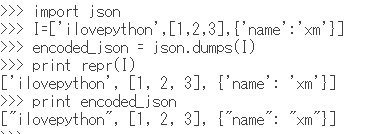 >>> import json
>>> I=['ilovepython',[1,2,3],{'name':'xm'}]
>>> encoded_json = json.dumps(I)
>>> print repr(I)
['ilovepython', [1, 2, 3], {'name': 'xm'}]
>>> print encoded_json
["ilovepython", [1, 2, 3], {"name": "xm"}]